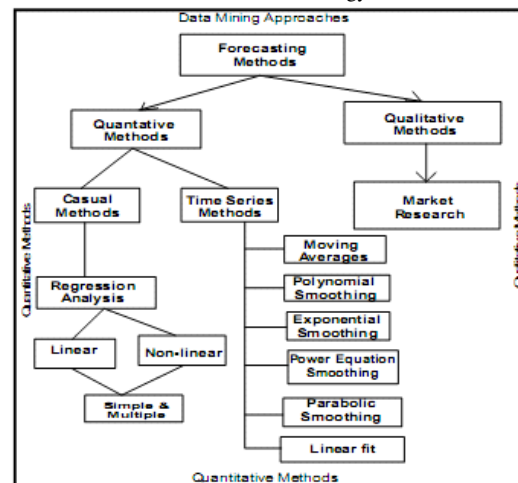 Data Mining Approaches
Forecasting
Methods
Quantative
Methods
Qualitative
Methods
Casual
Methods
Time Series
Methods
Market
Research
Quantitative Methods
Qualitative Methods
Moving
Averages
Regression
Analysis
Polynomial
Smoothing
Exponential
Smoothing
Linear
Non-linear
Power Equation
Smoothing
Simple &
Multiple
Parabolic
Smoothing
Linear fit
Quantitative Methods